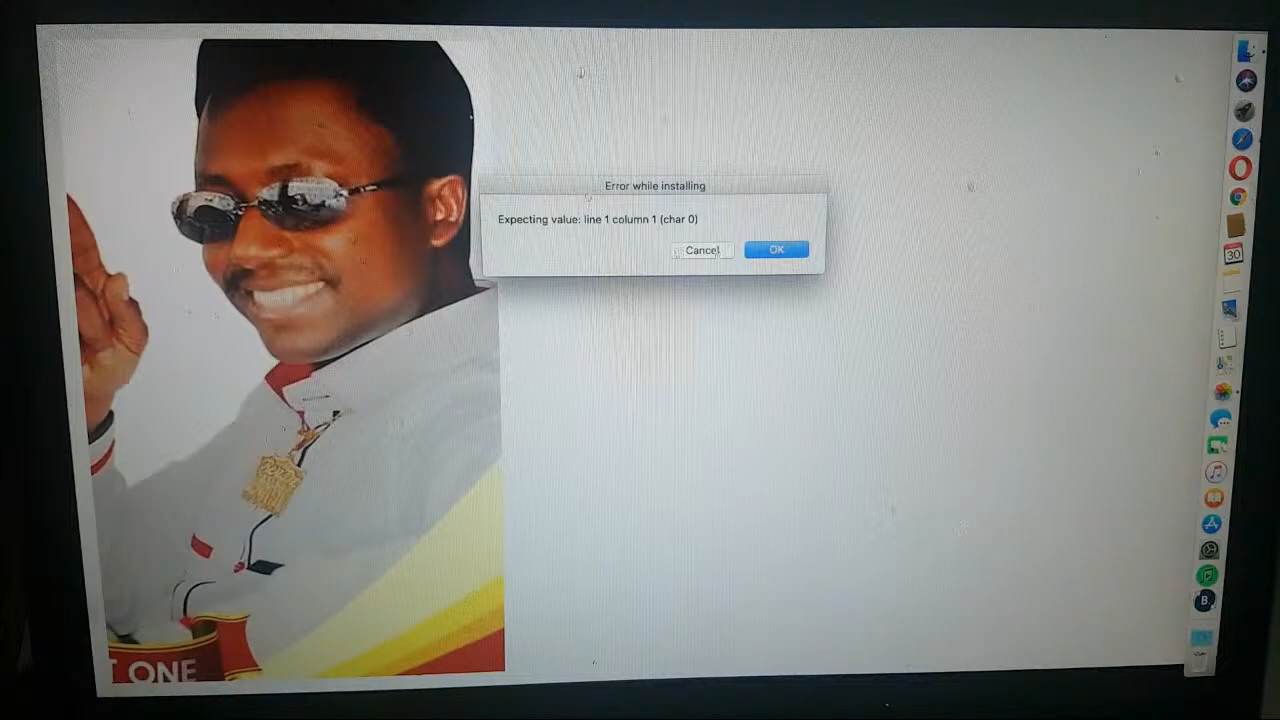 Error while installing
Expecting value: line 1 column 1 (char 0)
Cancel
OK
30
B
T ONE